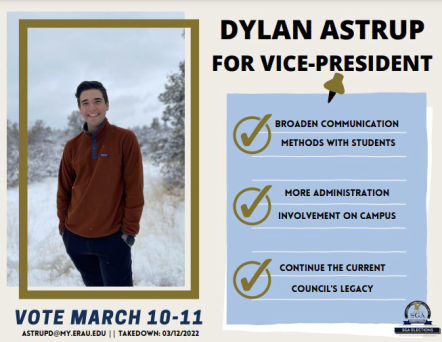 DYLAN ASTRUP
FOR VICE-PRESIDENT
BROADEN COMMUNICATION
METHODS WITH STUDENTS
MORE ADMINISTRATION
INVOLVEMENT ON CAMPUS
CONTINUE THE CURRENT
COUNCIL'S LEGACY
VOTE MARCH 10-11
ASTRUPD@MY.ERAU.EDU || TAKEDOWN: 03/12/2022
SGA
SGA ELECTIONS